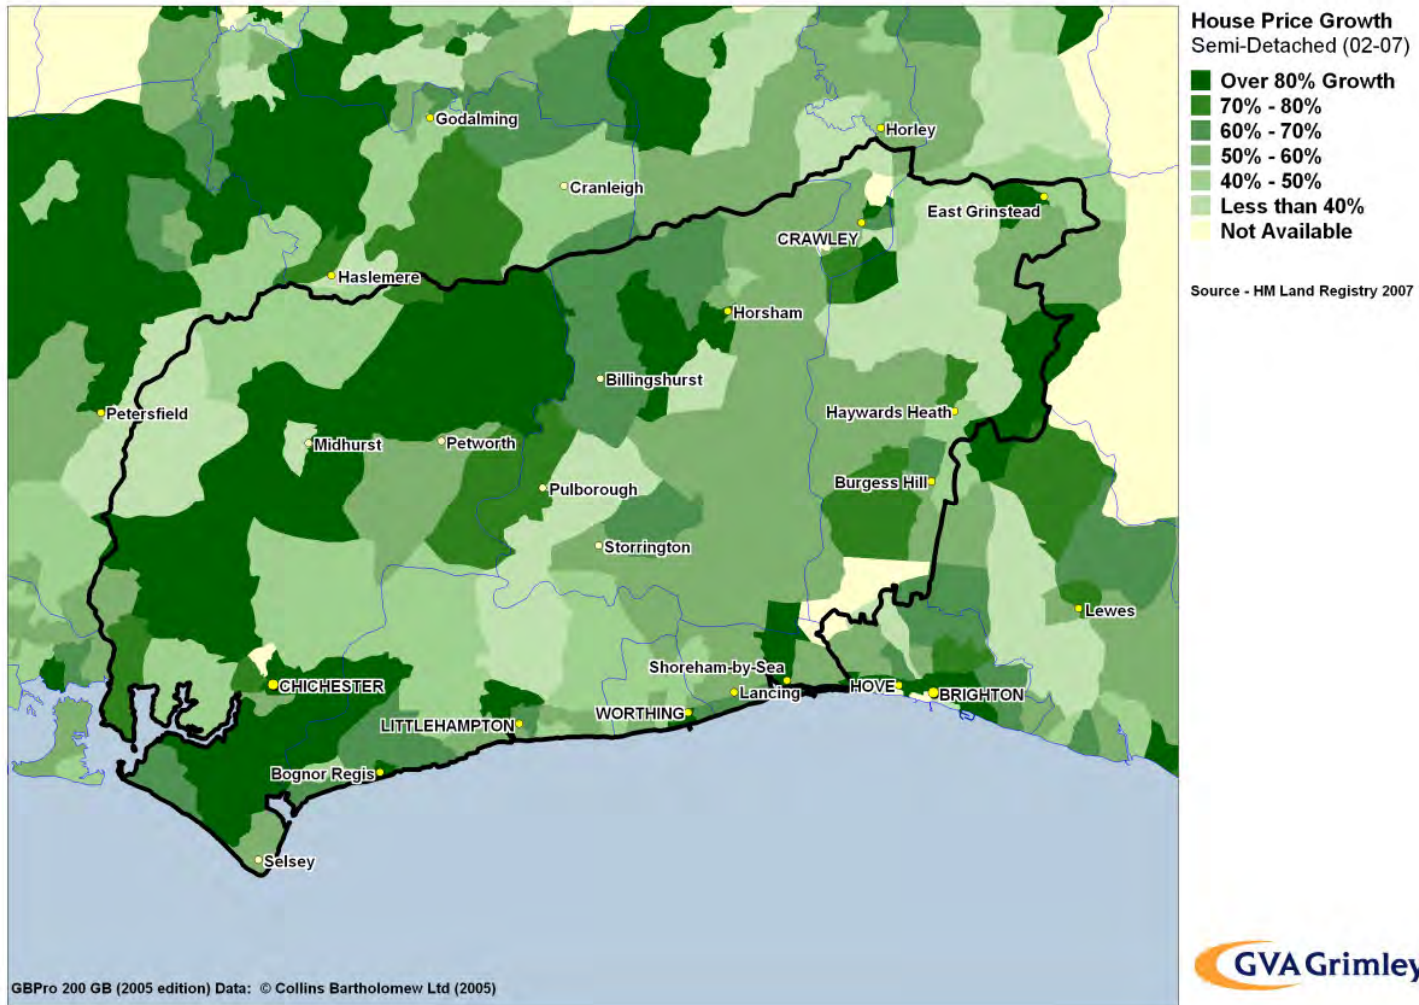 House Price Growth
Semi-Detached (02-07)
Over 80% Growth
70% - 80%
60% - 70%
50% - 60%
40% - 50%
Less than 40%
Not Available
Source - HM Land Registry 2007
Godalming
Horley
Cranleigh
East Grinstead
CRAWLEY
Haslemere
Horsham
Billingshurst
Petersfield
Haywards Heath
Midhurst
Petworth
Burgess Hill
Pulborough
Storrington
Lewes
Shoreham-by-Sea
CHICHESTER
Lancing
HOVE
BRIGHTON
WORTHING
LITTLEHAMPTON
Bognor Regis
Selsey
GVA Grimley
GBPro 200 GB (2005 edition) Data: © Collins Bartholomew Ltd (2005)